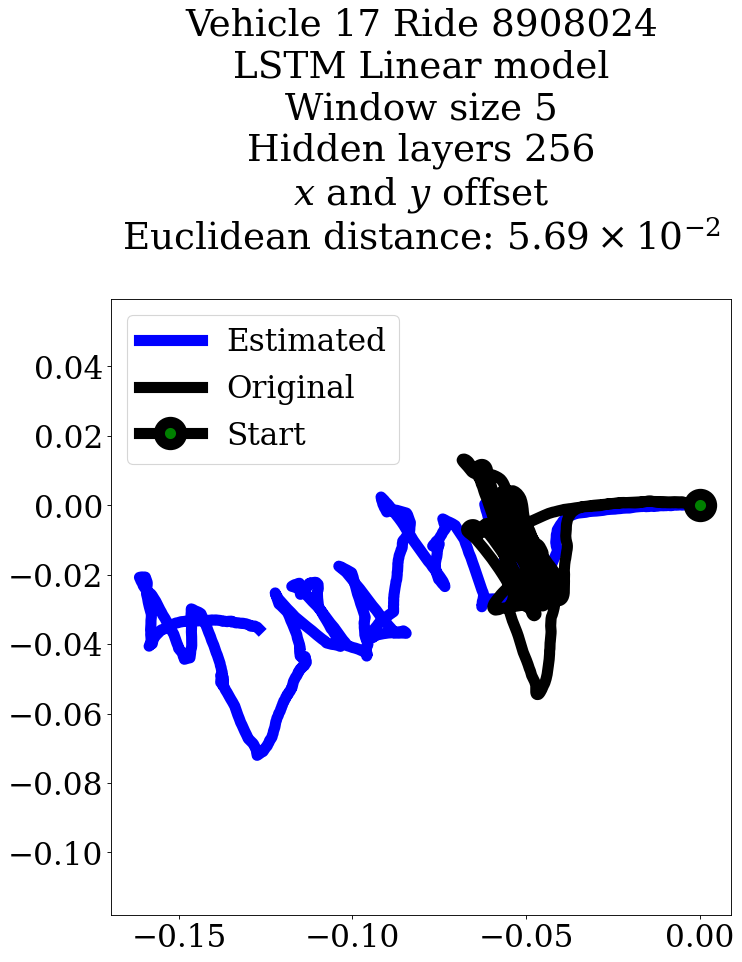 Vehicle 17 Ride 8908024
LSTM Linear model
Window size 5
Hidden layers 256
x and y offset
Euclidean distance: 5.69 × 10⁻²
Estimated
Original
Start
0.04
0.02
0.00
−0.02
−0.04
−0.06
−0.08
−0.10
−0.15 −0.10 −0.05 0.00